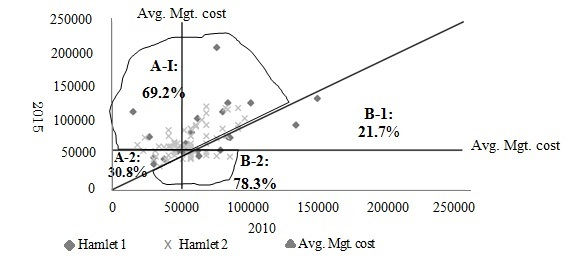 Avg. Mgt. cost
250000
200000
150000
100000
50000
0
2015
A-I:
69.2%
B-1:
21.7%
Avg. Mgt. cost
A-2:
30.8%
B-2:
78.3%
0 50000 100000 150000 200000 250000
2010
Hamlet 1 Hamlet 2 Avg. Mgt. cost